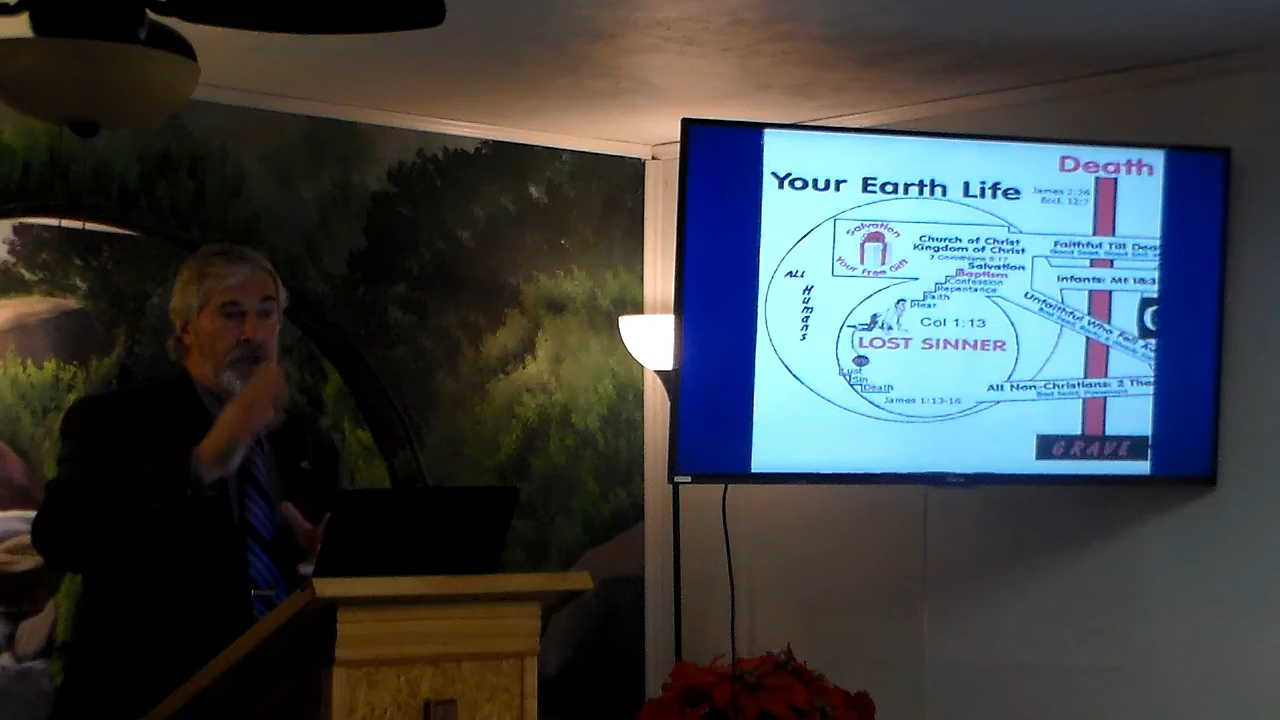 Death
Your Earth Life
James 2:26
Eccl. 12:7
Salvation
Your Free Gift
Church of Christ
Kingdom of Christ
2 Corinthians 5:17
Faithful Till Dea
Salvation
Baptism
Confession
Repentance
Faith
Hear
Infants: Mt 18:3
ALL Humans
Unfaithful Who Fell A
Col 1:13
LOST SINNER
Lust
Sin
Death
James 1:13-16
All Non-Christians: 2 The
GRAVE